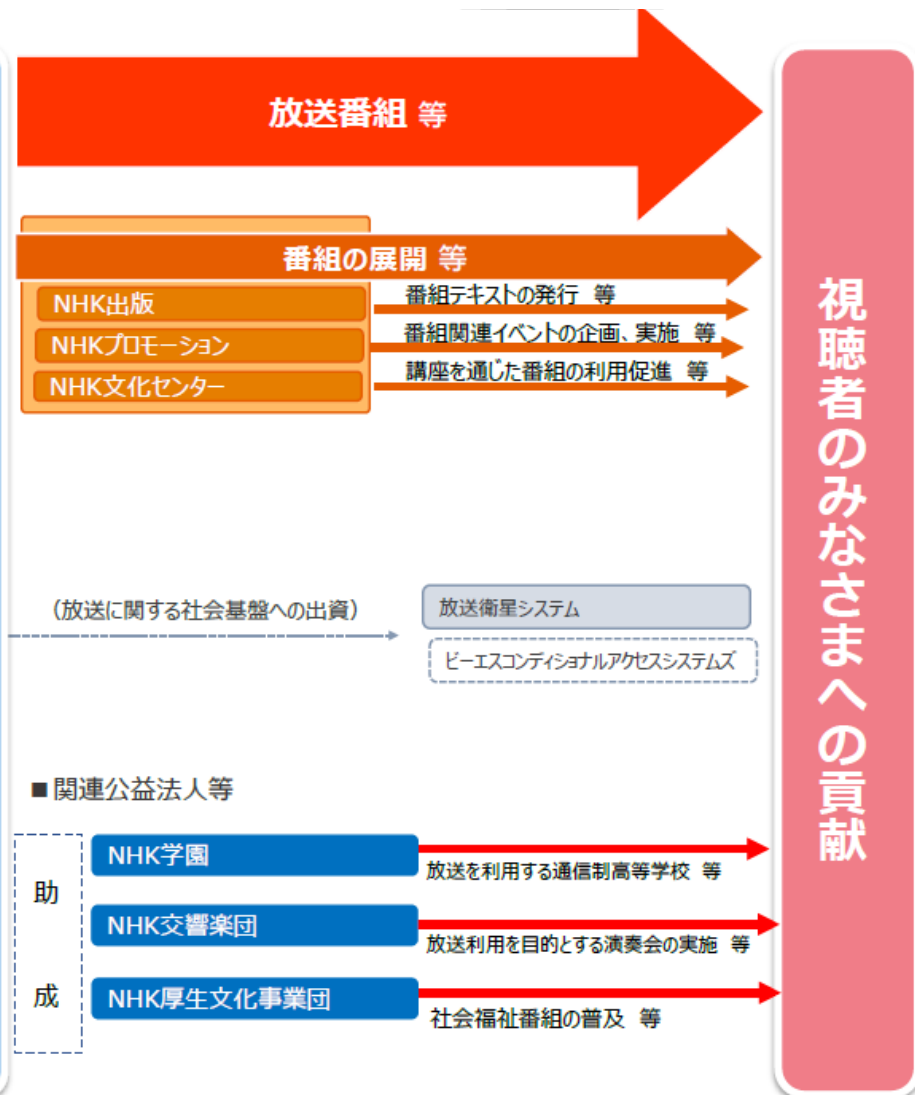 放送番組 等
番組の展開 等
NHK出版
番組テキストの発行 等
NHKプロモーション
番組関連イベントの企画、実施 等
NHK文化センター
講座を通じた番組の利用促進 等
（放送に関する社会基盤への出資）
放送衛星システム
ビーエスコンディショナルアクセスシステムズ
■関連公益法人等
助成
NHK学園
放送を利用する通信制高等学校 等
NHK交響楽団
放送利用を目的とする演奏会の実施 等
NHK厚生文化事業団
社会福祉番組の普及 等
視聴者のみなさまへの貢献